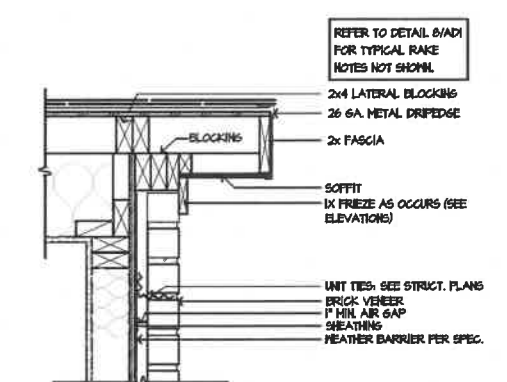 REFER TO DETAIL 8/AD1
FOR TYPICAL RAKE
NOTES NOT SHOWN.
2x4 LATERAL BLOCKING
26 GA. METAL DRIPEDGE
BLOCKING
2x FASCIA
SOFFIT
1X FRIEZE AS OCCURS (SEE
ELEVATIONS)
UNIT TIES: SEE STRUCT. PLANS
BRICK VENEER
1" MIN. AIR GAP
SHEATHING
WEATHER BARRIER PER SPEC.